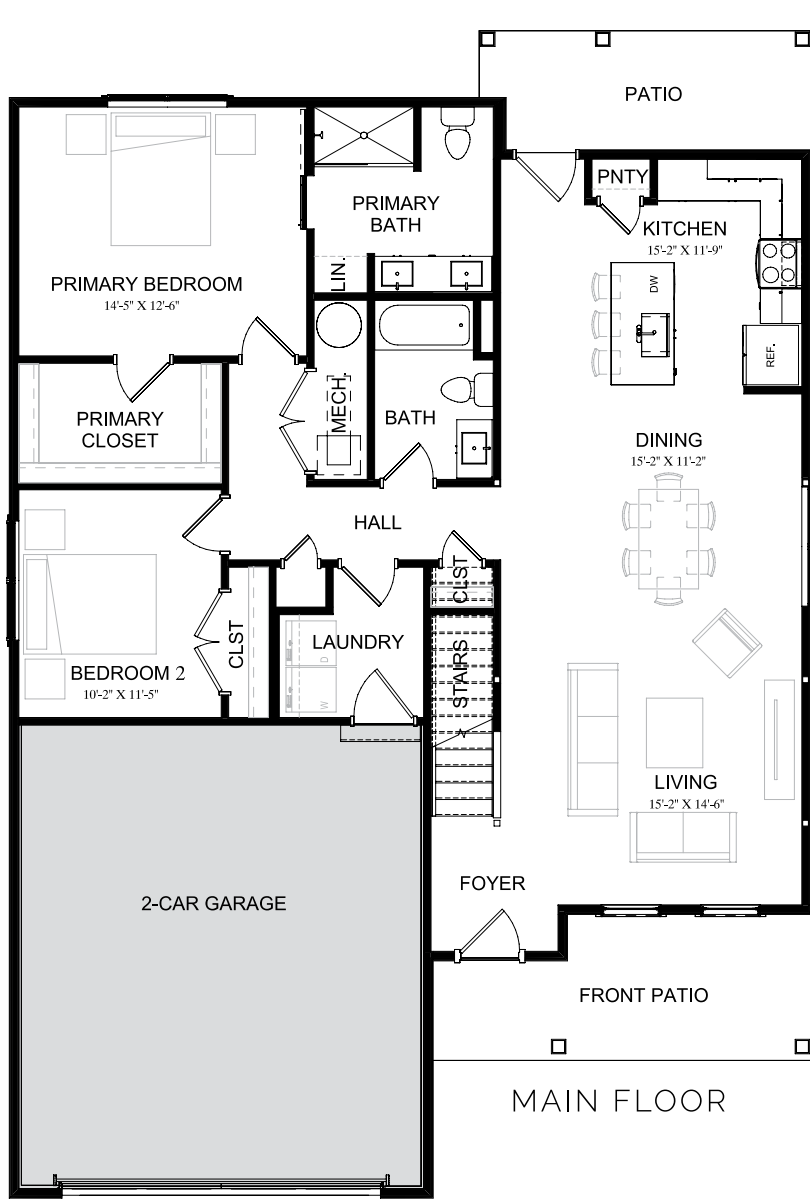 PATIO
PNTY
KITCHEN
15'-2" X 11'-9"
PRIMARY
BATH
LIN.
DW
PRIMARY BEDROOM
14'-5" X 12'-6"
REF.
MECH.
BATH
PRIMARY
CLOSET
DINING
15'-2" X 11'-2"
HALL
CLST
CLST
LAUNDRY
D
W
STAIRS
BEDROOM 2
10'-2" X 11'-5"
LIVING
15'-2" X 14'-6"
FOYER
2-CAR GARAGE
FRONT PATIO
MAIN FLOOR